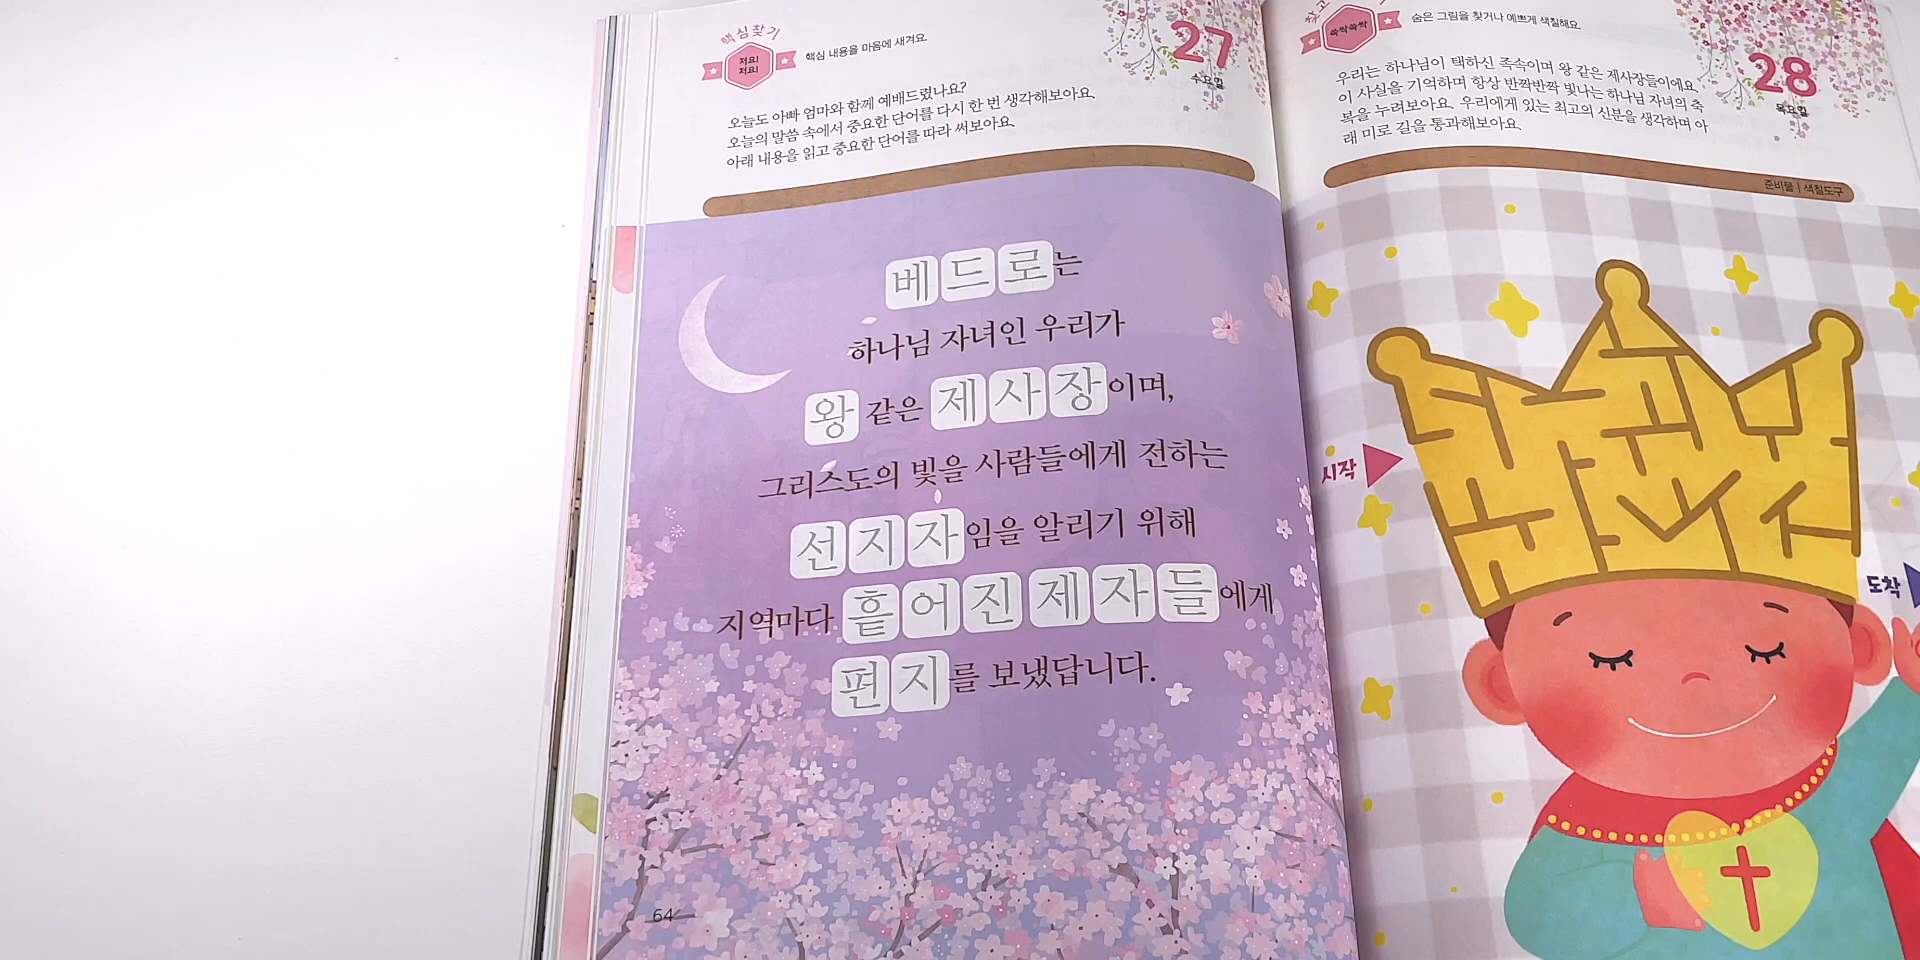 핵심찾기
저요!
저요!
핵심 내용을 마음에 새겨요.
27
수요일
오늘도 아빠 엄마와 함께 예배드렸나요?
오늘의 말씀 속에서 중요한 단어를 다시 한 번 생각해보아요.
아래 내용을 읽고 중요한 단어를 따라 써보아요.
베드로는
하나님 자녀인 우리가
왕 같은 제사장이며,
그리스도의 빛을 사람들에게 전하는
선지자임을 알리기 위해
지역마다 흩어진 제자들에게
편지를 보냈답니다.
64
쓱싹쓱싹
숨은 그림을 찾거나 예쁘게 색칠해요.
28
목요일
우리는 하나님이 택하신 족속이며 왕 같은 제사장들이에요.
이 사실을 기억하며 항상 반짝반짝 빛나는 하나님 자녀의 축
복을 누려보아요. 우리에게 있는 최고의 신분을 생각하며 아
래 미로 길을 통과해보아요.
준비물 | 색칠도구
시작
도착